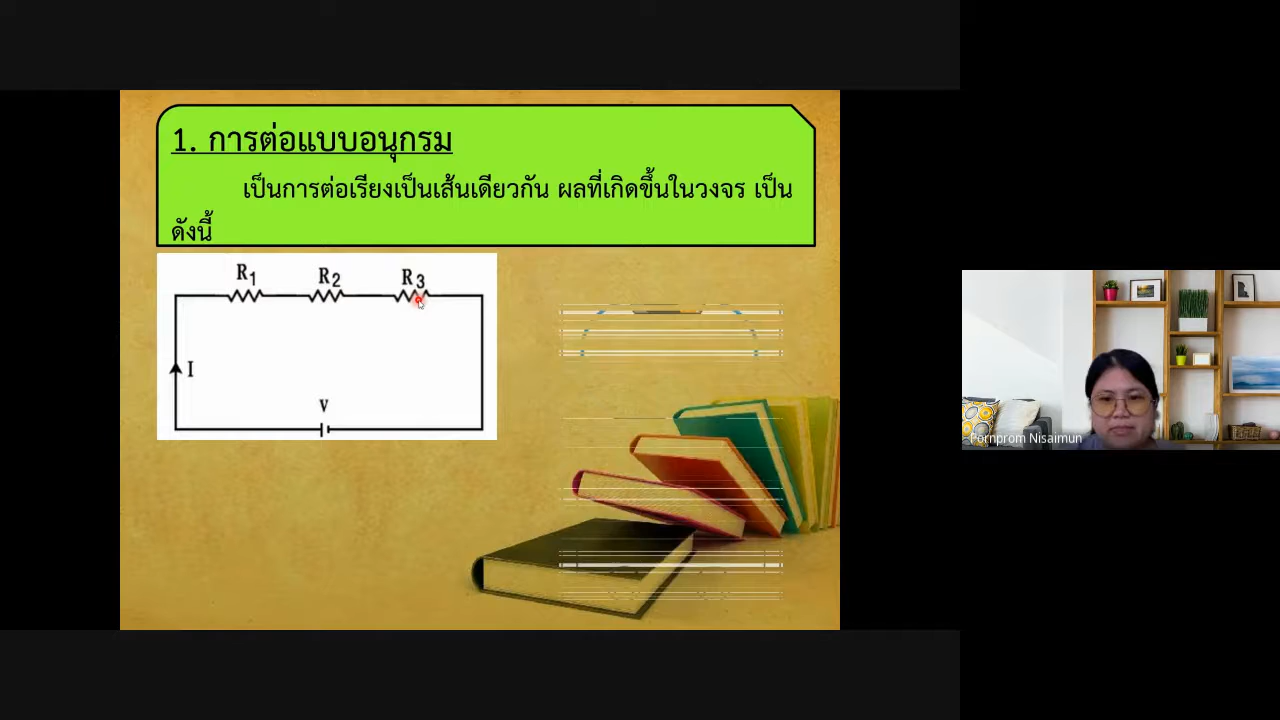 1. การต่อแบบอนุกรม
เป็นการต่อเรียงเป็นเส้นเดียวกัน ผลที่เกิดขึ้นในวงจร เป็น
ดังนี้
R1 R2 R3
I
V
Pornprom Nisaimun